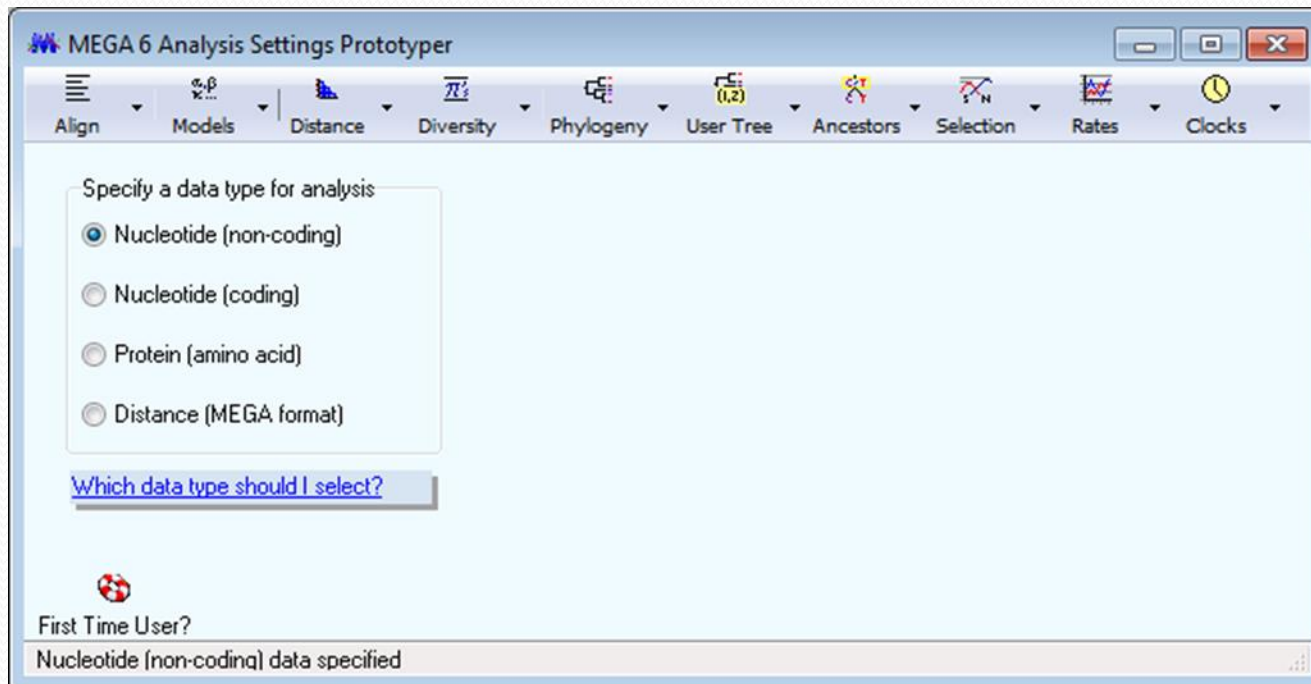 MEGA 6 Analysis Settings Prototyper
Align Models Distance Diversity Phylogeny User Tree Ancestors Selection Rates Clocks
Specify a data type for analysis
Nucleotide (non-coding)
Nucleotide (coding)
Protein (amino acid)
Distance (MEGA format)
Which data type should I select?
First Time User?
Nucleotide (non-coding) data specified